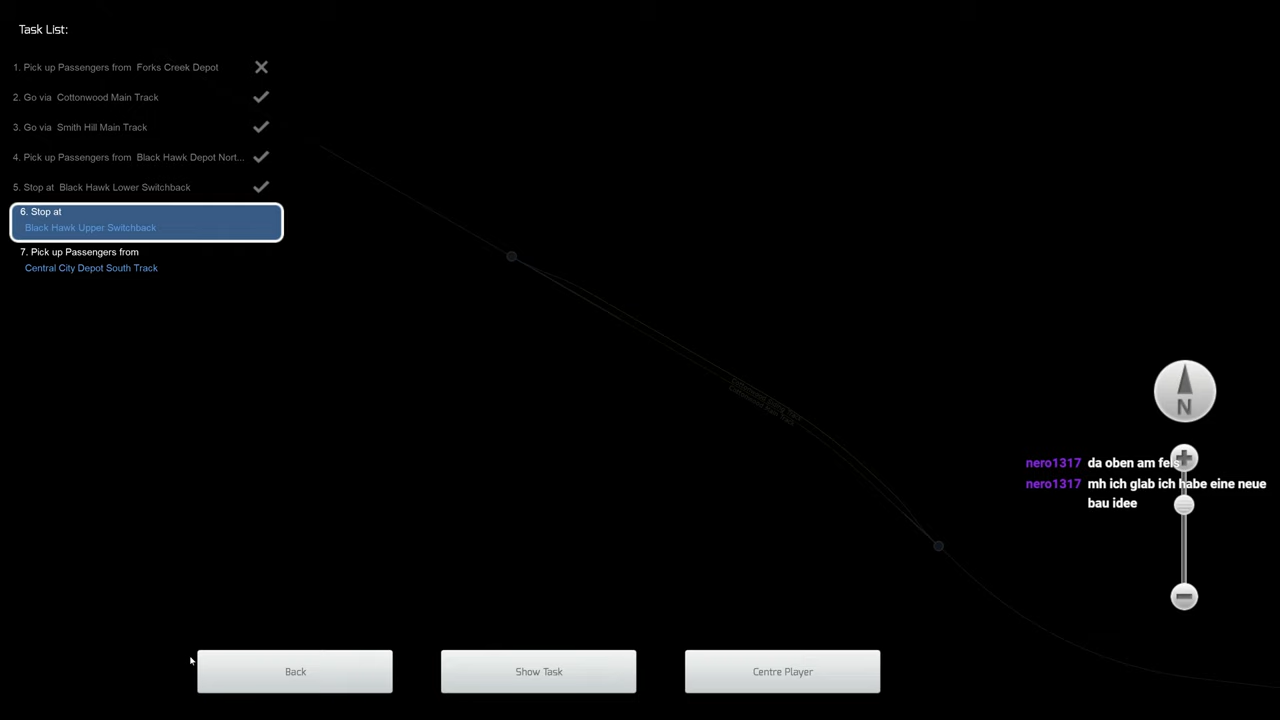 Task List:
1. Pick up Passengers from Forks Creek Depot
2. Go via Cottonwood Main Track
3. Go via Smith Hill Main Track
4. Pick up Passengers from Black Hawk Depot Nort...
5. Stop at Black Hawk Lower Switchback
6. Stop at
Black Hawk Upper Switchback
7. Pick up Passengers from
Central City Depot South Track
N
nero1317 da oben am fels
nero1317 mh ich glab ich habe eine neue
bau idee
Back
Show Task
Centre Player